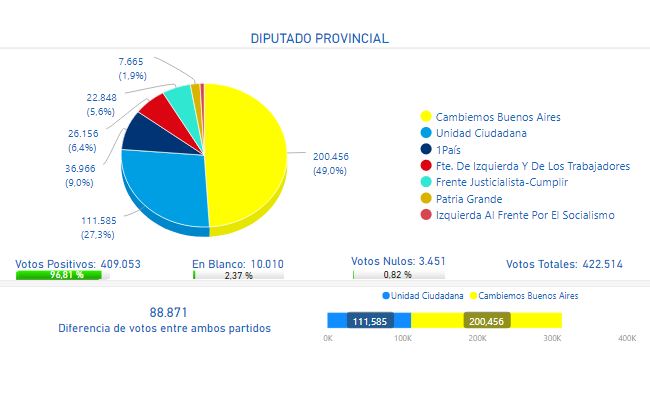 DIPUTADO PROVINCIAL
7.665
(1,9%)
22.848
(5,6%)
26.156
(6,4%)
36.966
(9,0%)
111.585
(27,3%)
200.456
(49,0%)
Cambiemos Buenos Aires
Unidad Ciudadana
1País
Fte. De Izquierda Y De Los Trabajadores
Frente Justicialista-Cumplir
Patria Grande
Izquierda Al Frente Por El Socialismo
Votos Positivos: 409.053
96,81 %
En Blanco: 10.010
2,37 %
Votos Nulos: 3.451
0,82 %
Votos Totales: 422.514
88.871
Diferencia de votos entre ambos partidos
Unidad Ciudadana Cambiemos Buenos Aires
111,585 200,456
0K 100K 200K 300K 400K